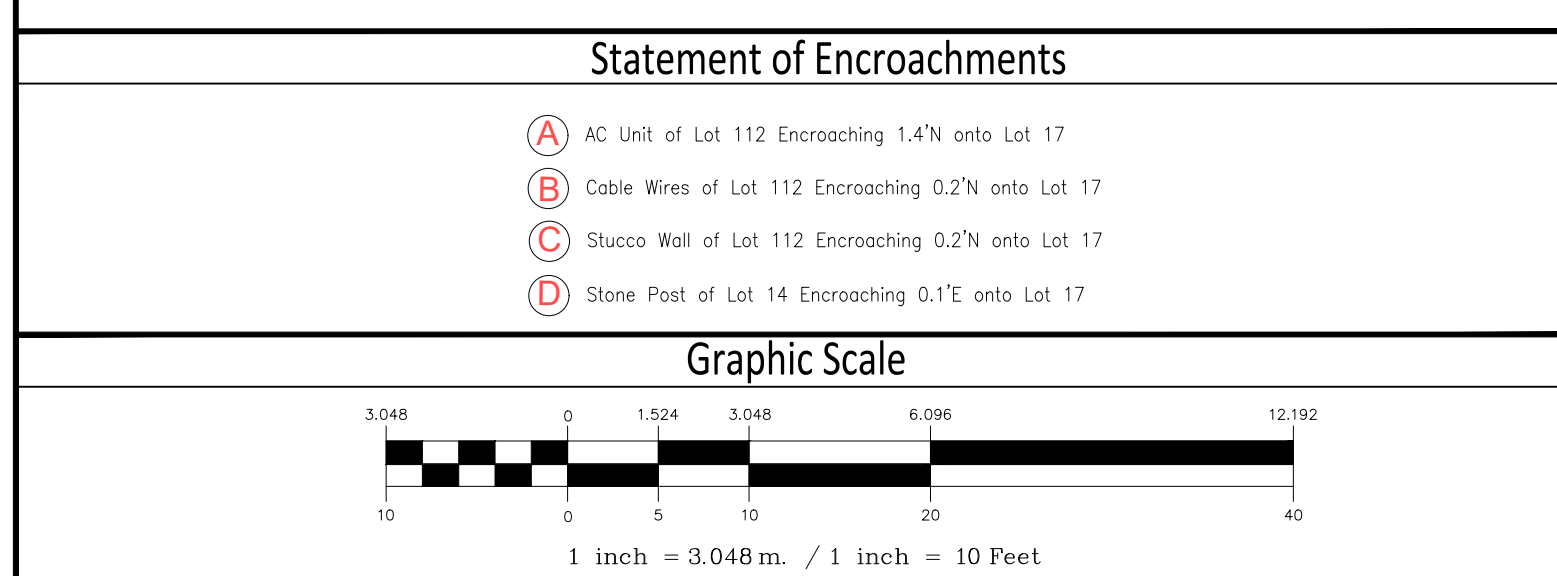 Statement of Encroachments
A AC Unit of Lot 112 Encroaching 1.4'N onto Lot 17
B Cable Wires of Lot 112 Encroaching 0.2'N onto Lot 17
C Stucco Wall of Lot 112 Encroaching 0.2'N onto Lot 17
D Stone Post of Lot 14 Encroaching 0.1'E onto Lot 17
Graphic Scale
3.048 0 1.524 3.048 6.096 12.192
10 0 5 10 20 40
1 inch = 3.048 m. / 1 inch = 10 Feet